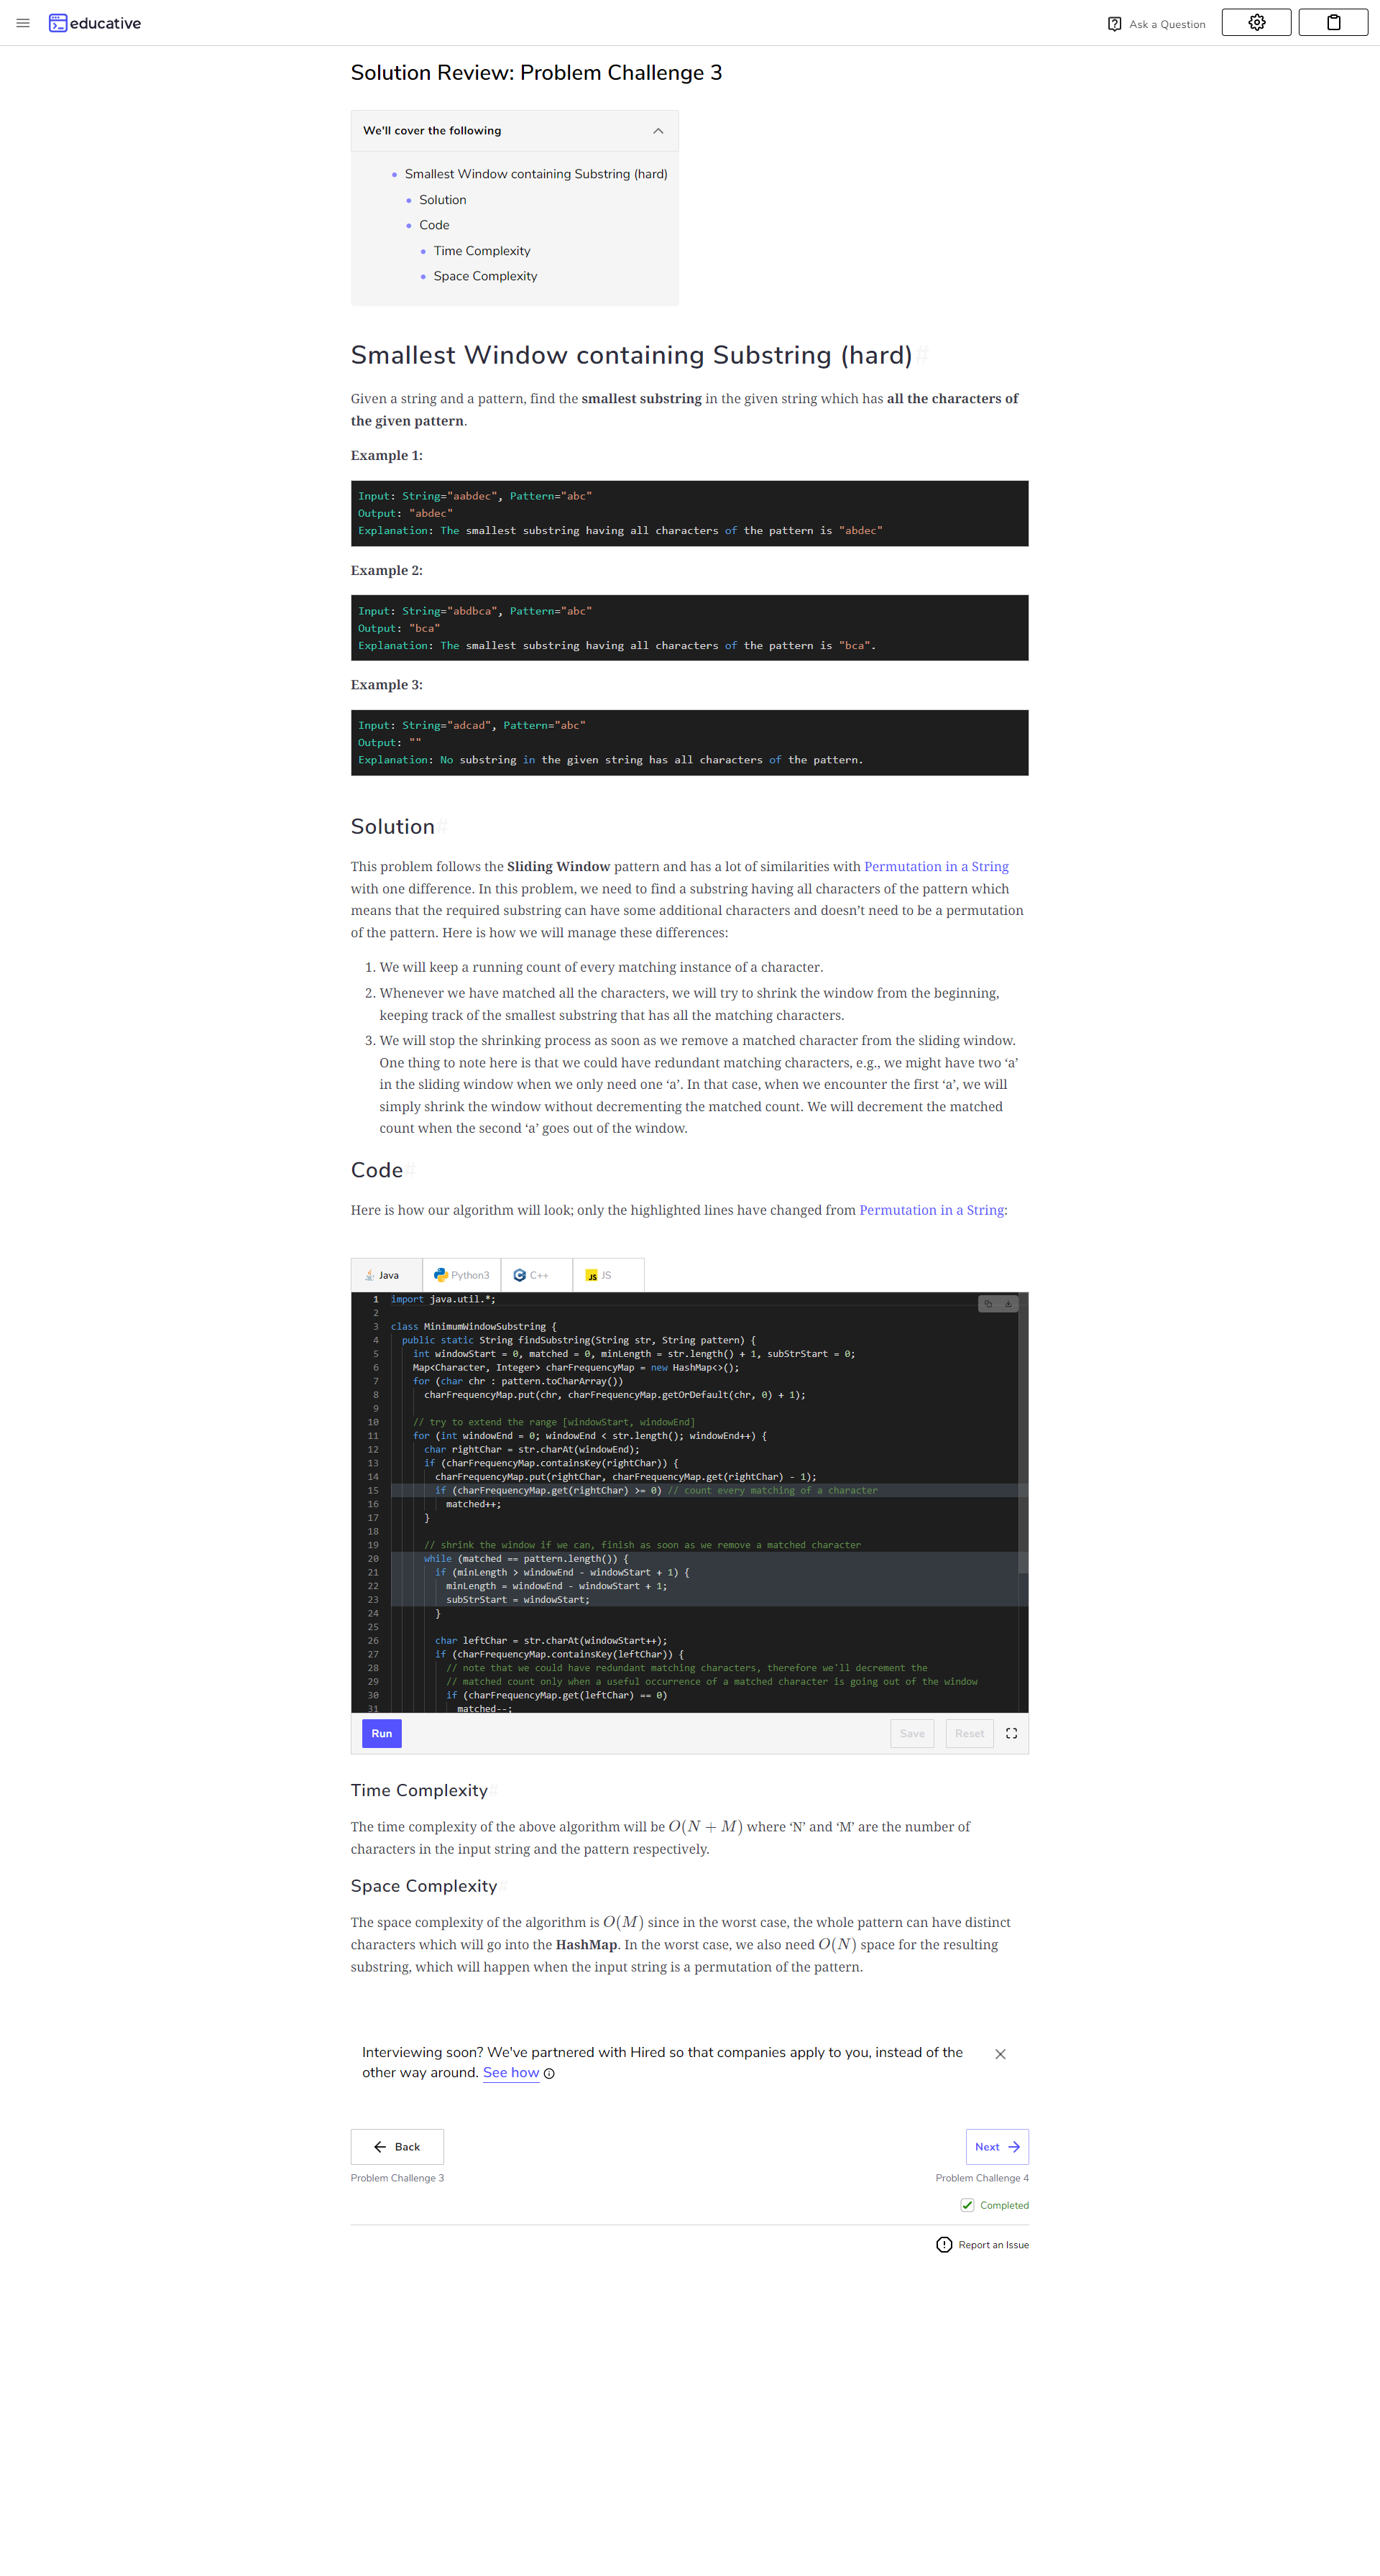 educative
Ask a Question
Solution Review: Problem Challenge 3
We'll cover the following
Smallest Window containing Substring (hard)
Solution
Code
Time Complexity
Space Complexity
Smallest Window containing Substring (hard)#
Given a string and a pattern, find the smallest substring in the given string which has all the characters of
the given pattern.
Example 1:
Input: String="aabdec", Pattern="abc"
Output: "abdec"
Explanation: The smallest substring having all characters of the pattern is "abdec"
Example 2:
Input: String="abdbca", Pattern="abc"
Output: "bca"
Explanation: The smallest substring having all characters of the pattern is "bca".
Example 3:
Input: String="adcad", Pattern="abc"
Output: ""
Explanation: No substring in the given string has all characters of the pattern.
Solution#
This problem follows the Sliding Window pattern and has a lot of similarities with Permutation in a String
with one difference. In this problem, we need to find a substring having all characters of the pattern which
means that the required substring can have some additional characters and doesn’t need to be a permutation
of the pattern. Here is how we will manage these differences:
1. We will keep a running count of every matching instance of a character.
2. Whenever we have matched all the characters, we will try to shrink the window from the beginning,
keeping track of the smallest substring that has all the matching characters.
3. We will stop the shrinking process as soon as we remove a matched character from the sliding window.
One thing to note here is that we could have redundant matching characters, e.g., we might have two ‘a’
in the sliding window when we only need one ‘a’. In that case, when we encounter the first ‘a’, we will
simply shrink the window without decrementing the matched count. We will decrement the matched
count when the second ‘a’ goes out of the window.
Code#
Here is how our algorithm will look; only the highlighted lines have changed from Permutation in a String:
Java Python3 C++ JS JS
1 import java.util.*;
2
3 class MinimumWindowSubstring {
4 public static String findSubstring(String str, String pattern) {
5 int windowStart = 0, matched = 0, minLength = str.length() + 1, subStrStart = 0;
6 Map<Character, Integer> charFrequencyMap = new HashMap<>();
7 for (char chr : pattern.toCharArray())
8 charFrequencyMap.put(chr, charFrequencyMap.getOrDefault(chr, 0) + 1);
9
10 // try to extend the range [windowStart, windowEnd]
11 for (int windowEnd = 0; windowEnd < str.length(); windowEnd++) {
12 char rightChar = str.charAt(windowEnd);
13 if (charFrequencyMap.containsKey(rightChar)) {
14 charFrequencyMap.put(rightChar, charFrequencyMap.get(rightChar) - 1);
15 if (charFrequencyMap.get(rightChar) >= 0) // count every matching of a character
16 matched++;
17 }
18
19 // shrink the window if we can, finish as soon as we remove a matched character
20 while (matched == pattern.length()) {
21 if (minLength > windowEnd - windowStart + 1) {
22 minLength = windowEnd - windowStart + 1;
23 subStrStart = windowStart;
24 }
25
26 char leftChar = str.charAt(windowStart++);
27 if (charFrequencyMap.containsKey(leftChar)) {
28 // note that we could have redundant matching characters, therefore we'll decrement the
29 // matched count only when a useful occurrence of a matched character is going out of the window
30 if (charFrequencyMap.get(leftChar) == 0)
31 matched--;
Run Save Reset
Time Complexity#
The time complexity of the above algorithm will be O(N + M) where ‘N’ and ‘M’ are the number of
characters in the input string and the pattern respectively.
Space Complexity#
The space complexity of the algorithm is O(M) since in the worst case, the whole pattern can have distinct
characters which will go into the HashMap. In the worst case, we also need O(N) space for the resulting
substring, which will happen when the input string is a permutation of the pattern.
Interviewing soon? We've partnered with Hired so that companies apply to you, instead of the
other way around. See how
Back Next
Problem Challenge 3 Problem Challenge 4
Completed
Report an Issue